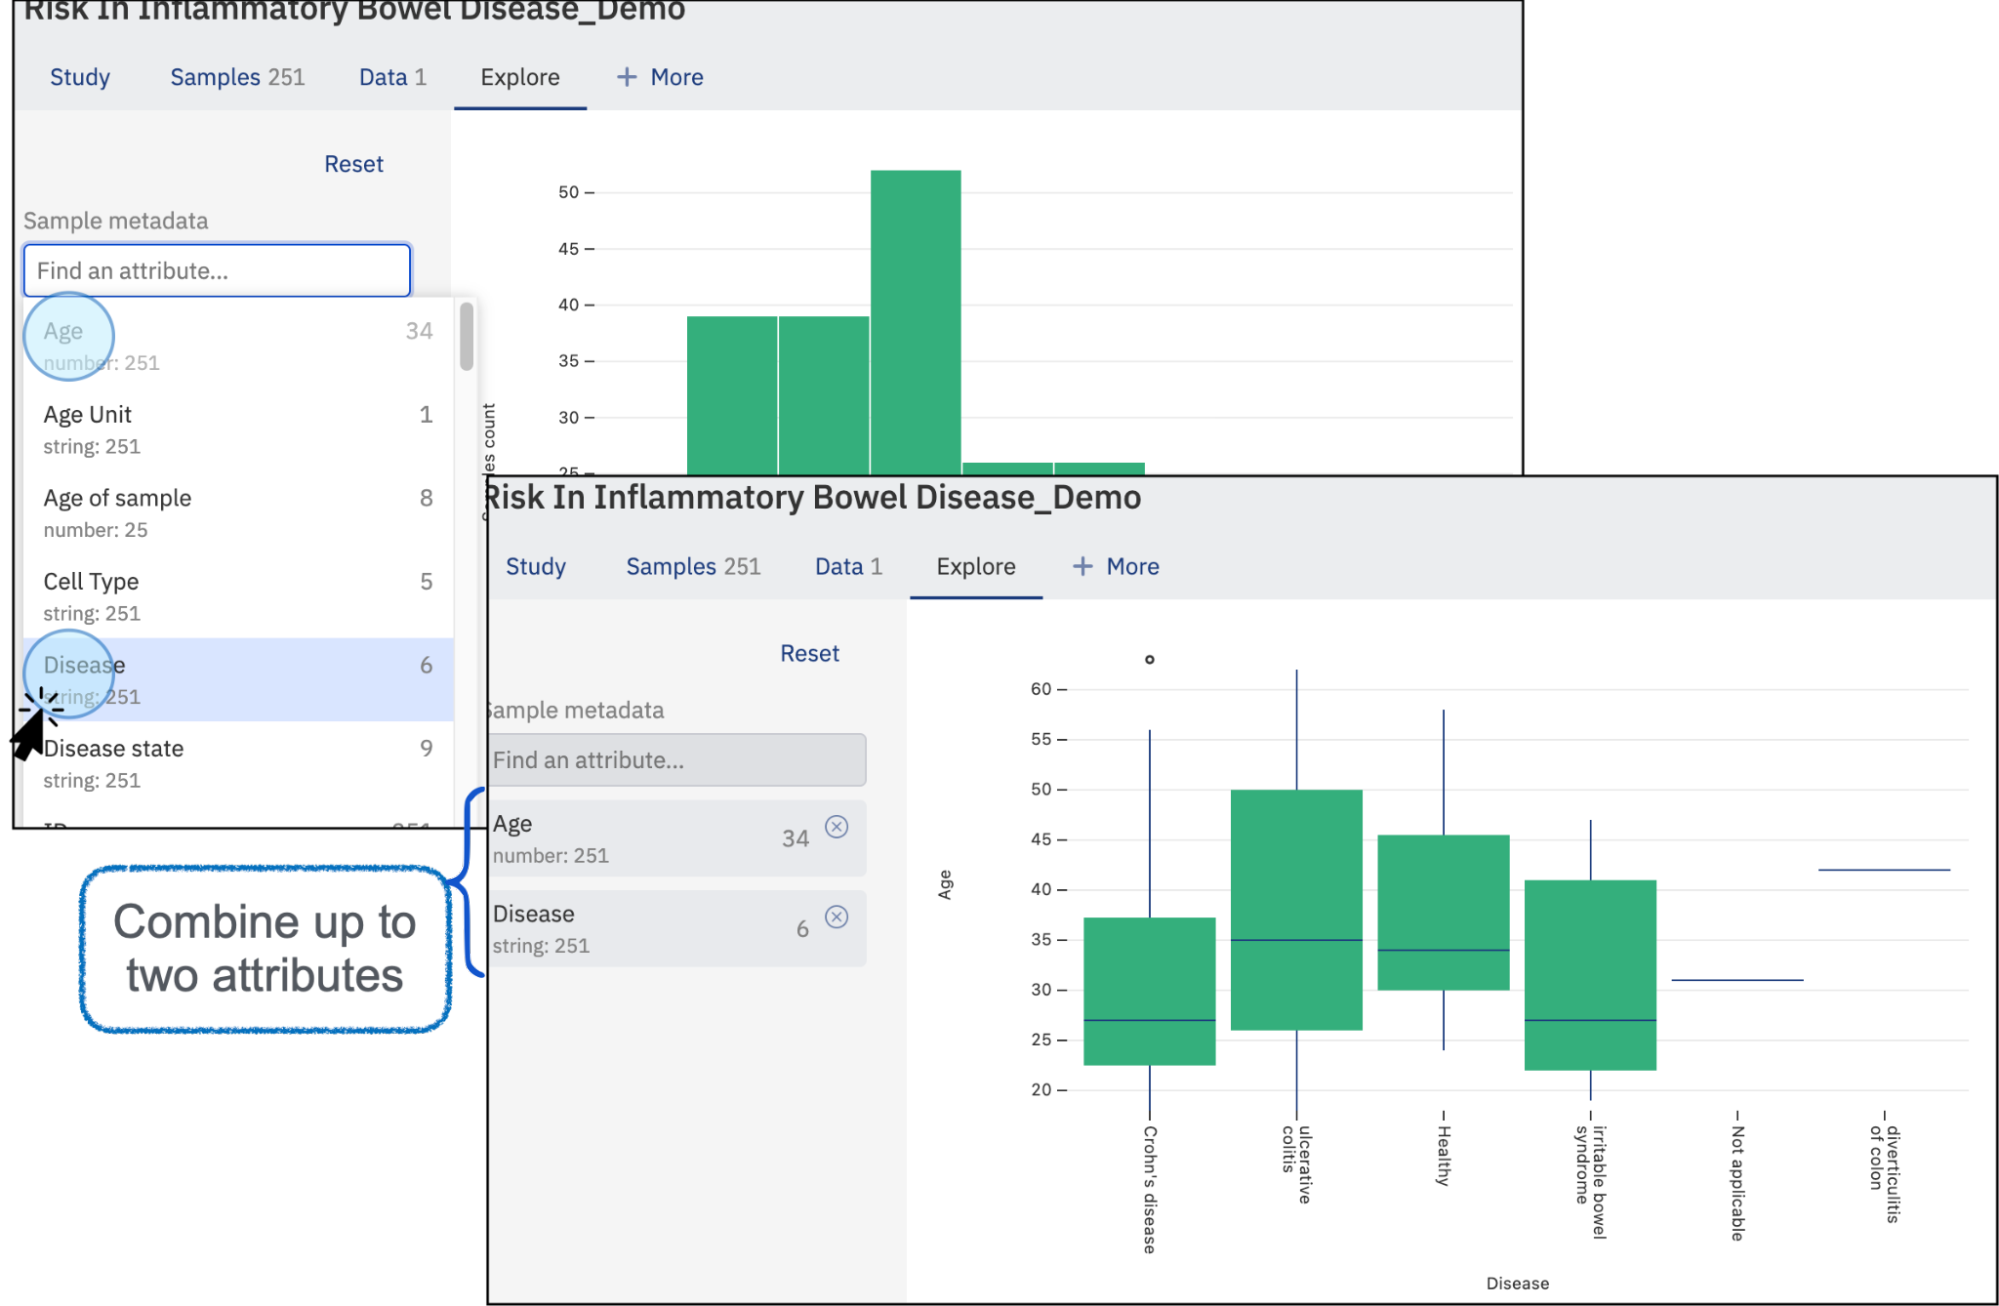 Risk In Inflammatory Bowel Disease_Demo
Study Samples 251 Data 1 Explore + More
Reset
Sample metadata
Find an attribute...
Age 34
number: 251
Age Unit 1
string: 251
Age of sample 8
number: 25
Cell Type 5
string: 251
Disease 6
string: 251
Disease state 9
string: 251
50
45
40
35
30
25
Combine up to
two attributes
Risk In Inflammatory Bowel Disease_Demo
Study Samples 251 Data 1 Explore + More
Reset
Sample metadata
Find an attribute...
Age 34
number: 251
Disease 6
string: 251
Age
60
55
50
45
40
35
30
25
20
Crohn's disease
ulcerative
colitis
Healthy
irritable bowel
syndrome
Not applicable
diverticulitis
of colon
Disease